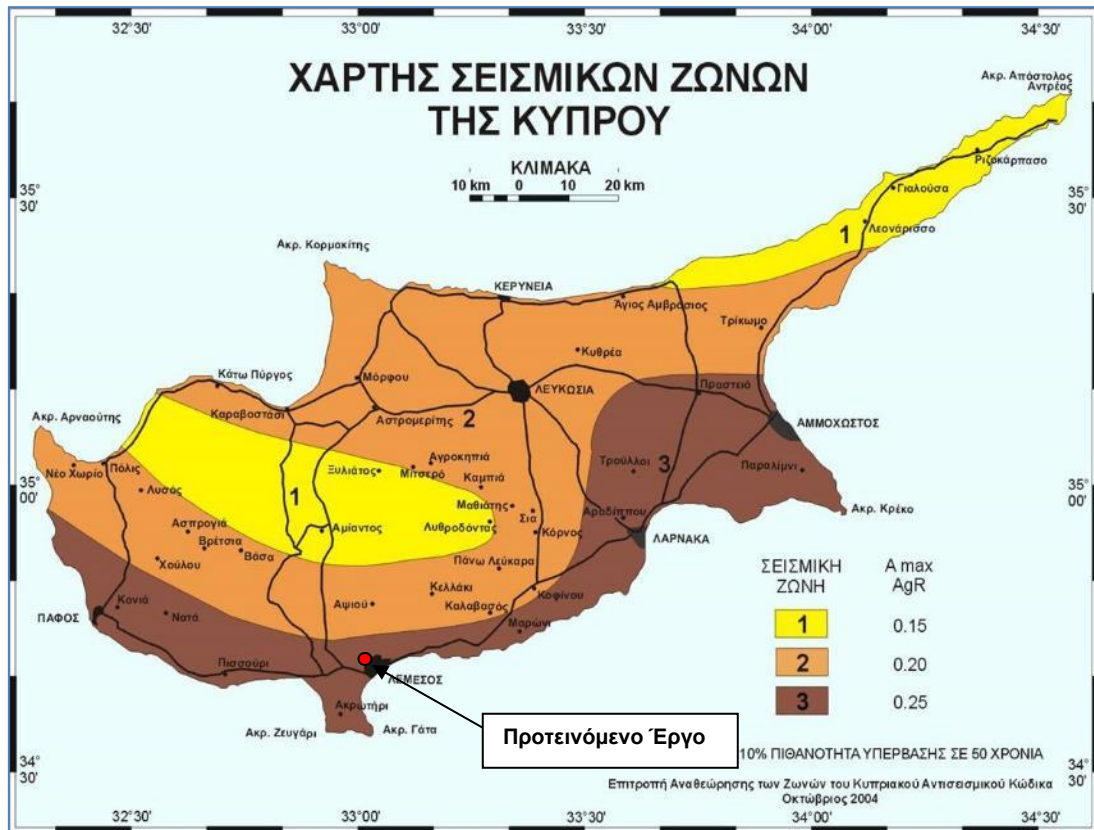 32°30' 33°00' 33°30' 34°00' 34°30'
ΧΑΡΤΗΣ ΣΕΙΣΜΙΚΩΝ ΖΩΝΩΝ
ΤΗΣ ΚΥΠΡΟΥ
Ακρ. Απόστολος
Αντρέας
ΚΛΙΜΑΚΑ
10 km 0 10 20 km
Ριζοκάρπασο
35°
30'
35°
30'
Γιαλούσα
Λεονάρισσο
1
Ακρ. Κορμακίτης
ΚΕΡΥΝΕΙΑ
Άγιος Αμβρόσιος
Τρίκωμο
Κυθρέα
Κάτω Πύργος
Μόρφου
ΛΕΥΚΩΣΙΑ
Πραστειό
Καραβοστάσι
Αστρομερίτης
2
Ακρ. Αρναούτης
ΑΜΜΟΧΩΣΤΟΣ
Νέο Χωρίο
Πόλις
Ξυλιάτος
Μιτσερό
Αγροκηπιά
Τρούλλοι
3
Παραλίμνι
35°
00'
35°
00'
Λυσός
1
Καμπιά
Μαθιάτης
Σια
Αραδίππου
Ακρ. Κρέκο
Ασπρογιά
Αμίαντος
Λυθροδόντας
Κόρνος
ΛΑΡΝΑΚΑ
Βρέτσια
Βάσα
Χούλου
Πάνω Λεύκαρα
Κελλάκι
Κοφίνου
Κονιά
Αψιού
Καλαβασός
ΠΑΦΟΣ
Νατά
Μαρώνι
Πισσούρι
ΛΕΜΕΣΟΣ
Ακρωτήρι
Ακρ. Ζευγάρι
Ακρ. Γάτα
Προτεινόμενο Έργο
ΣΕΙΣΜΙΚΗ
ΖΩΝΗ
A max
AgR
1 0.15
2 0.20
3 0.25
10% ΠΙΘΑΝΟΤΗΤΑ ΥΠΕΡΒΑΣΗΣ ΣΕ 50 ΧΡΟΝΙΑ
34°
30'
34°
30'
Επιτροπή Αναθεώρησης των Ζωνών του Κυπριακού Αντισεισμικού Κώδικα
Οκτώβριος 2004
32°30' 33°00' 33°30' 34°00' 34°30'